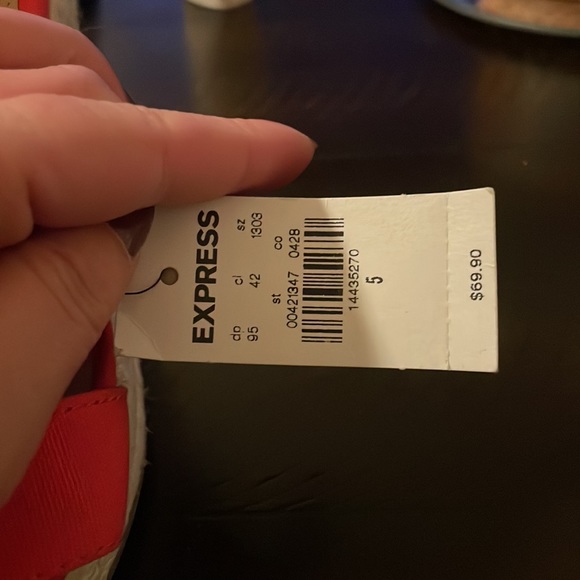 EXPRESS
dp cl sz
95 42 1303
st co
00421347 0428
14435270
5
$69.90